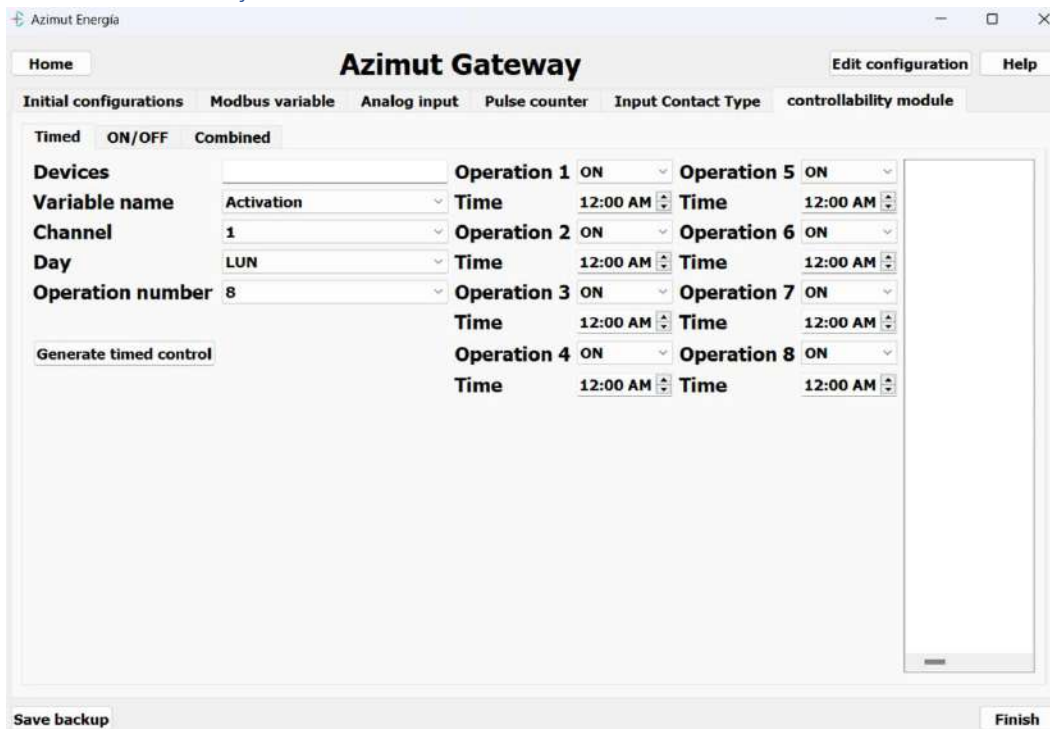 Azimut Energía
Home
Azimut Gateway
Edit configuration
Help
Initial configurations
Modbus variable
Analog input
Pulse counter
Input Contact Type
controllability module
Timed
ON/OFF
Combined
Devices
Operation 1 ON
Operation 5 ON
Variable name Activation
Time 12:00 AM
Time 12:00 AM
Channel 1
Operation 2 ON
Operation 6 ON
Day LUN
Time 12:00 AM
Time 12:00 AM
Operation number 8
Operation 3 ON
Operation 7 ON
Time 12:00 AM
Time 12:00 AM
Generate timed control
Operation 4 ON
Operation 8 ON
Time 12:00 AM
Time 12:00 AM
Save backup
Finish